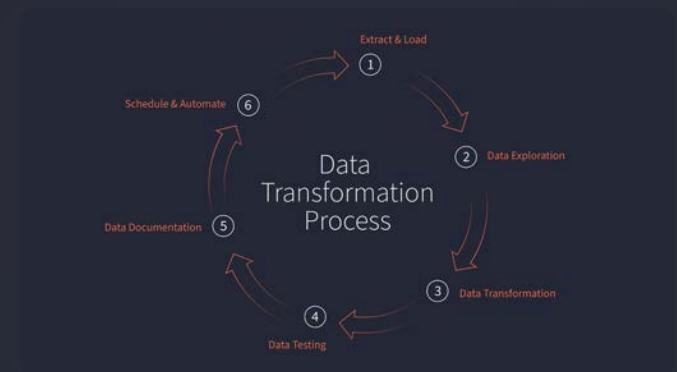 Extract & Load
1
Schedule & Automate 6
2 Data Exploration
Data
Transformation
Process
Data Documentation 5
3 Data Transformation
4
Data Testing